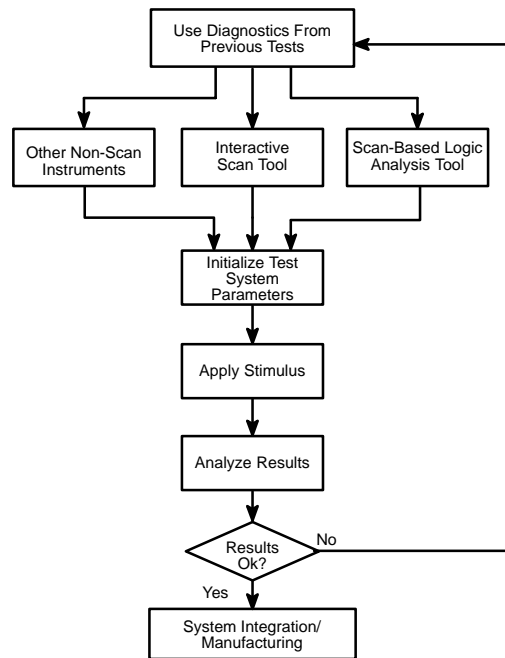 Use Diagnostics From
Previous Tests
Other Non-Scan
Instruments
Interactive
Scan Tool
Scan-Based Logic
Analysis Tool
Initialize Test
System
Parameters
Apply Stimulus
Analyze Results
Results
Ok?
No
Yes
System Integration/
Manufacturing